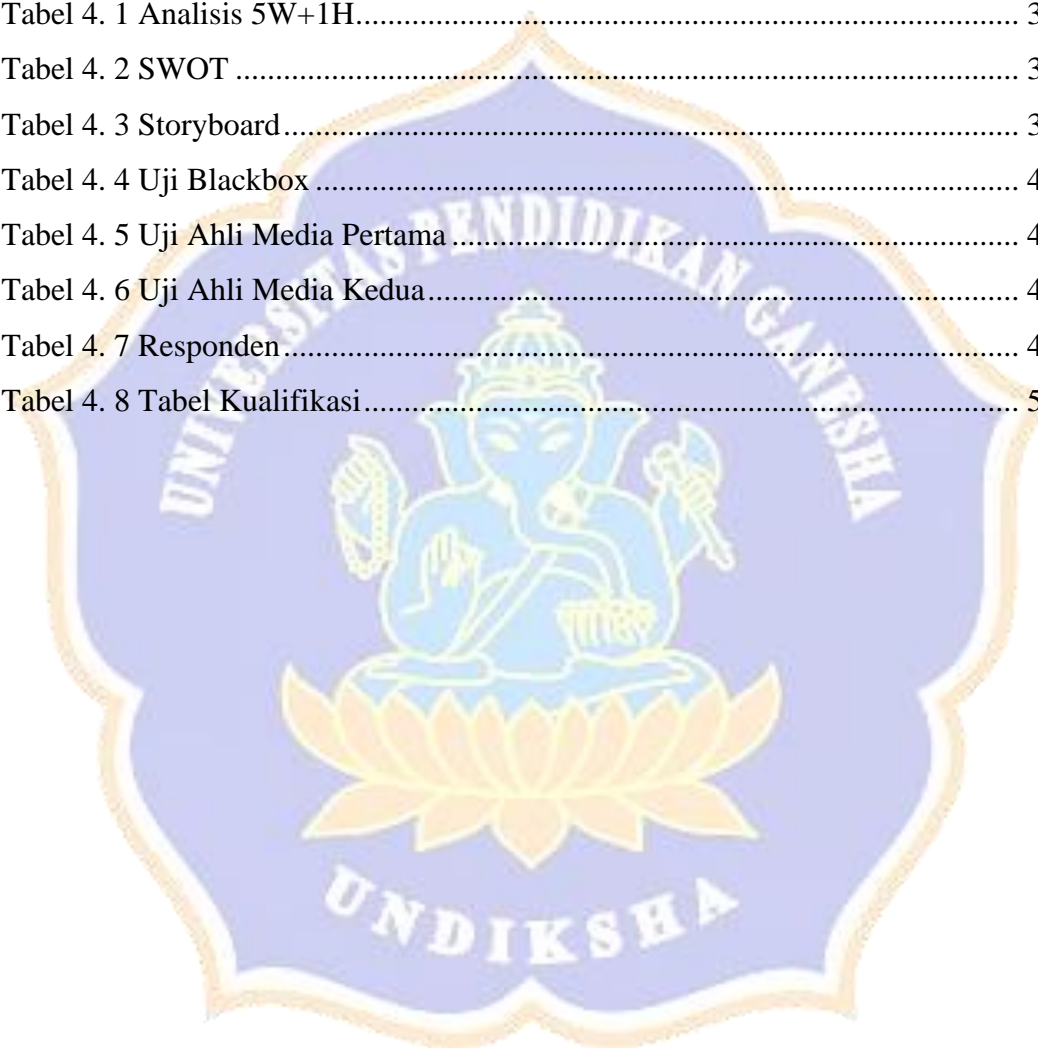 Tabel 4. 1 Analisis 5W+1H.................................................................................. 3
Tabel 4. 2 SWOT .................................................................................................. 3
Tabel 4. 3 Storyboard............................................................................................ 3
Tabel 4. 4 Uji Blackbox ........................................................................................ 4
Tabel 4. 5 Uji Ahli Media Pertama ....................................................................... 4
Tabel 4. 6 Uji Ahli Media Kedua.......................................................................... 4
Tabel 4. 7 Responden............................................................................................ 4
Tabel 4. 8 Tabel Kualifikasi.................................................................................. 5
UNIVERSITAS PENDIDIKAN GANESHA
UNDIKSHA